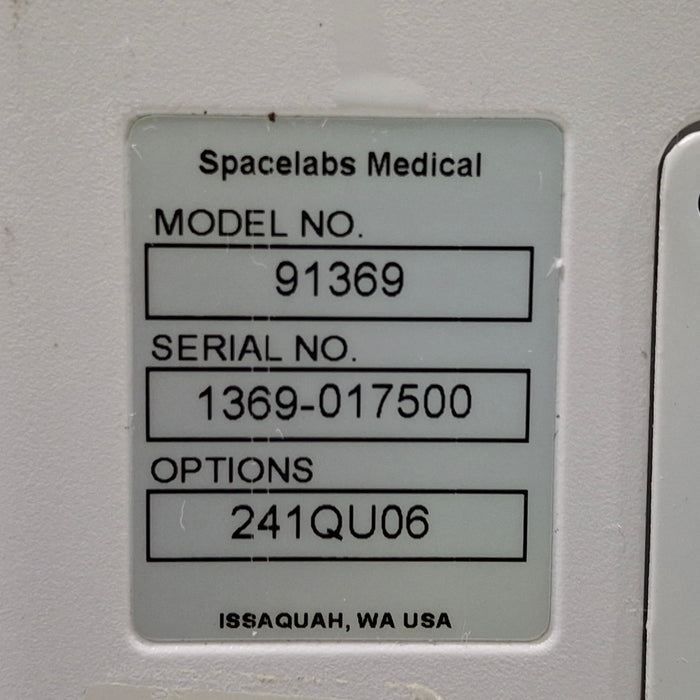 Spacelabs Medical
MODEL NO.
91369
SERIAL NO.
1369-017500
OPTIONS
241QU06
ISSAQUAH, WA USA